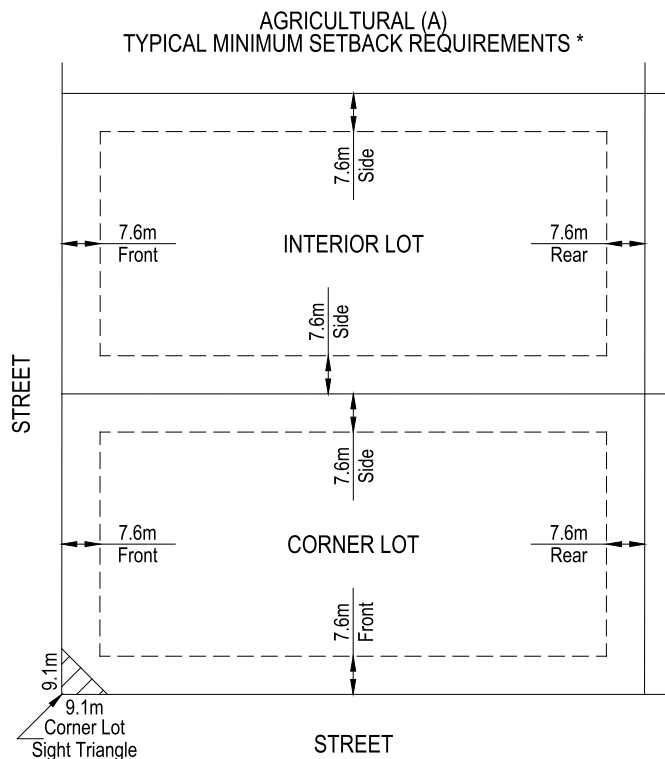 AGRICULTURAL (A)
TYPICAL MINIMUM SETBACK REQUIREMENTS *
7.6m
Side
7.6m
Front
INTERIOR LOT
7.6m
Rear
7.6m
Side
STREET
7.6m
Side
7.6m
Front
CORNER LOT
7.6m
Rear
7.6m
Front
9.1m
9.1m
Corner Lot
Sight Triangle
STREET